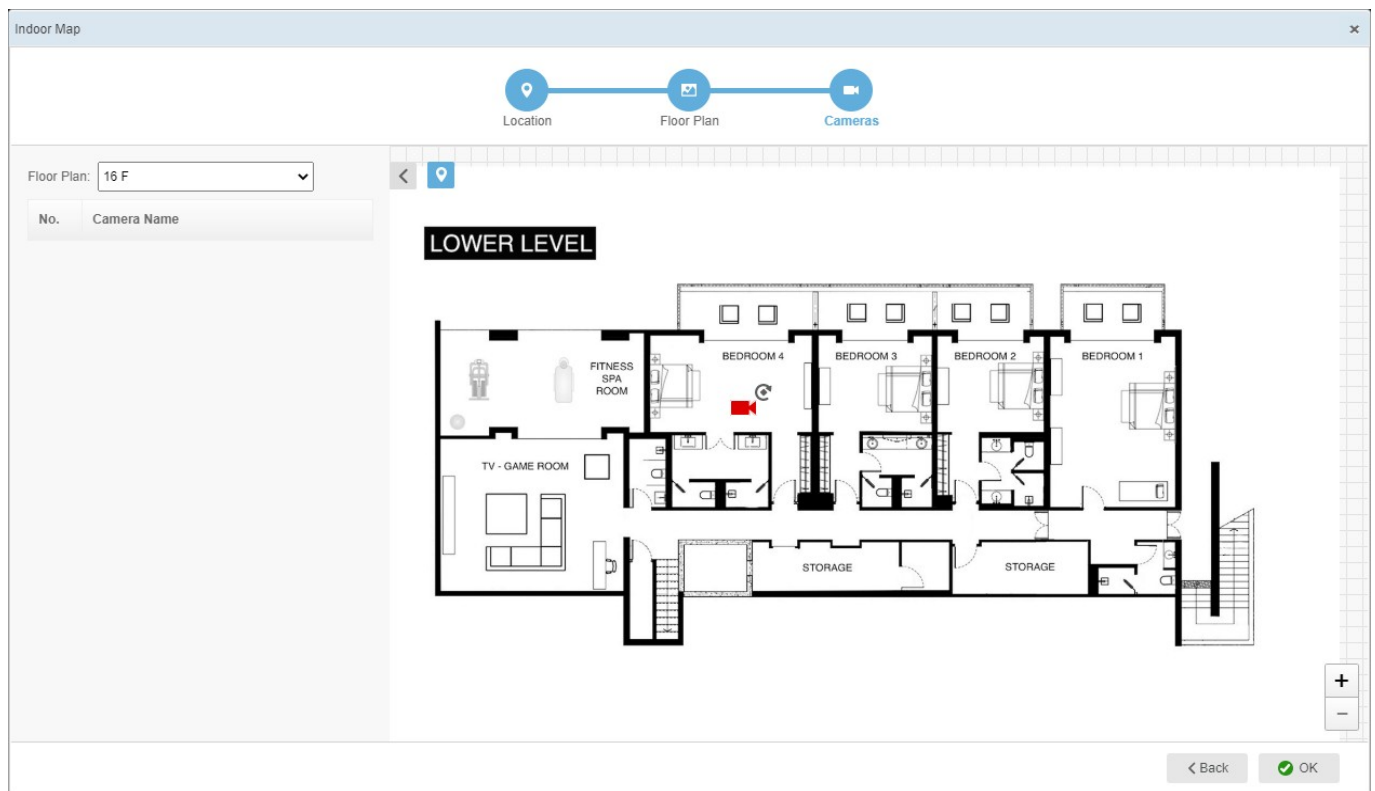 Indoor Map
Location
Floor Plan
Cameras
Floor Plan: 16 F
No. Camera Name
LOWER LEVEL
BEDROOM 4
BEDROOM 3
BEDROOM 2
BEDROOM 1
FITNESS
SPA
ROOM
TV - GAME ROOM
STORAGE
STORAGE
Back
OK